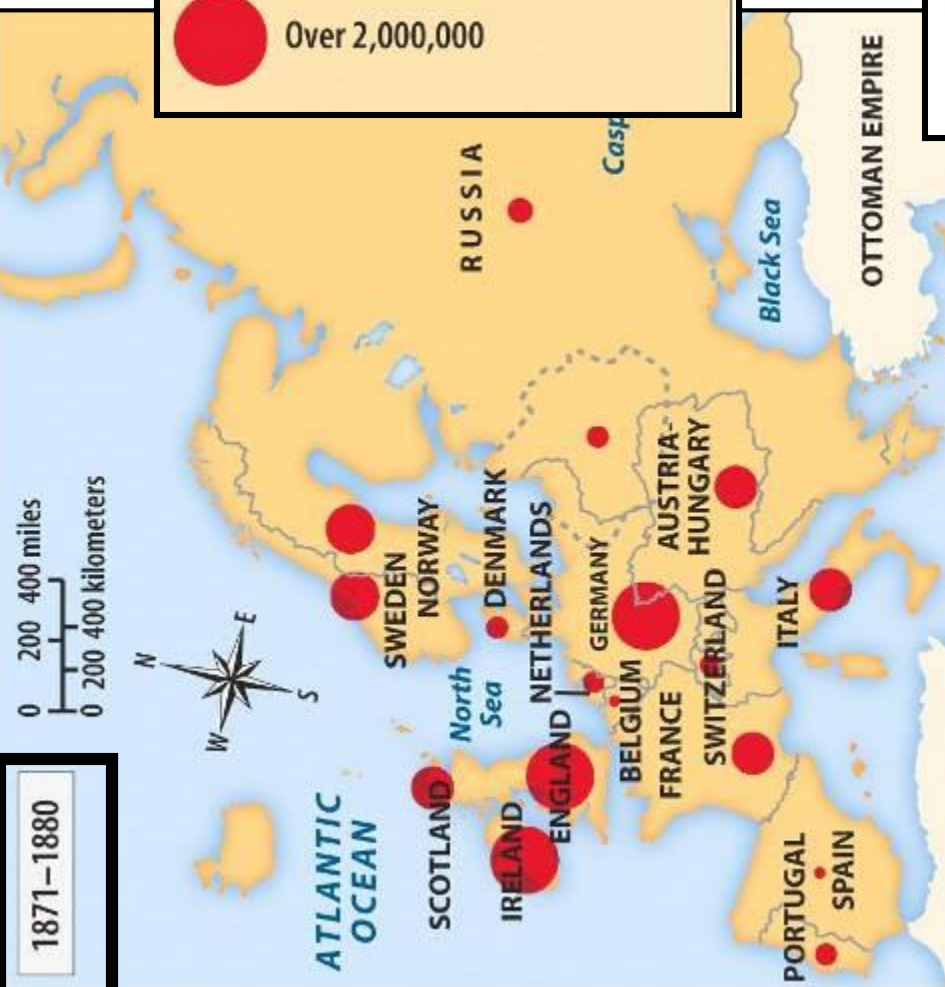 Over 2,000,000
1871–1880
0 200 400 miles
0 200 400 kilometers
N
E
S
W
ATLANTIC
OCEAN
North
Sea
SCOTLAND
IRELAND
ENGLAND
SWEDEN
NORWAY
DENMARK
NETHERLANDS
GERMANY
BELGIUM
FRANCE
SWITZERLAND
AUSTRIA-
HUNGARY
ITALY
PORTUGAL
SPAIN
RUSSIA
Casp
Black Sea
OTTOMAN EMPIRE